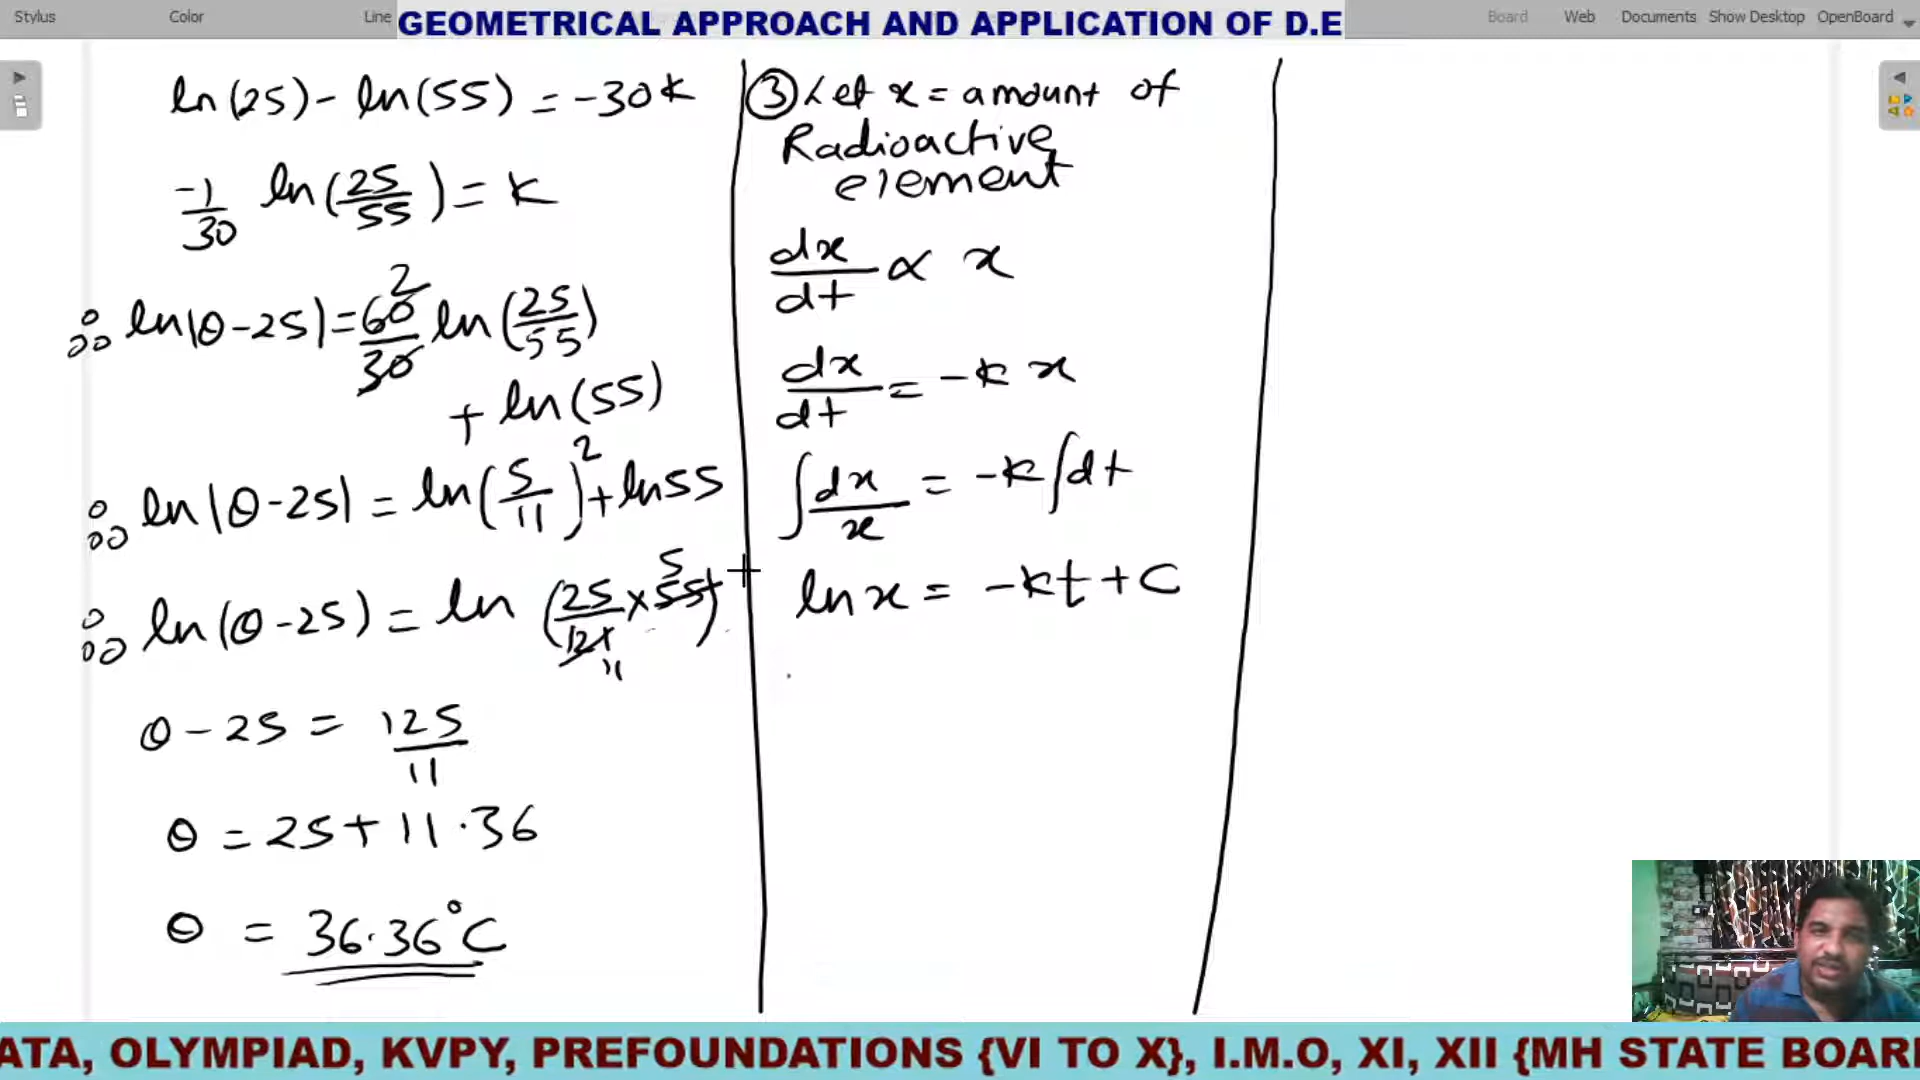 Stylus Color Line Board Web Documents Show Desktop OpenBoard
GEOMETRICAL APPROACH AND APPLICATION OF D.E
ln(25) - ln(55) = -30k
-1/30 ln(25/55) = k
∴ ln|θ-25| = 60/30 2 ln(25/55)
+ ln(55)
∴ ln|θ-25| = ln(5/11)² + ln55
∴ ln(θ-25) = ln (25/121 × 55) 5 11
θ - 25 = 125/11
θ = 25 + 11.36
θ = 36.36°C
③ Let x = amount of
Radioactive
element
dx/dt ∝ x
dx/dt = -k x
∫dx/x = -k∫dt
ln x = -kt + C
ATA, OLYMPIAD, KVPY, PREFOUNDATIONS {VI TO X}, I.M.O, XI, XII {MH STATE BOAR